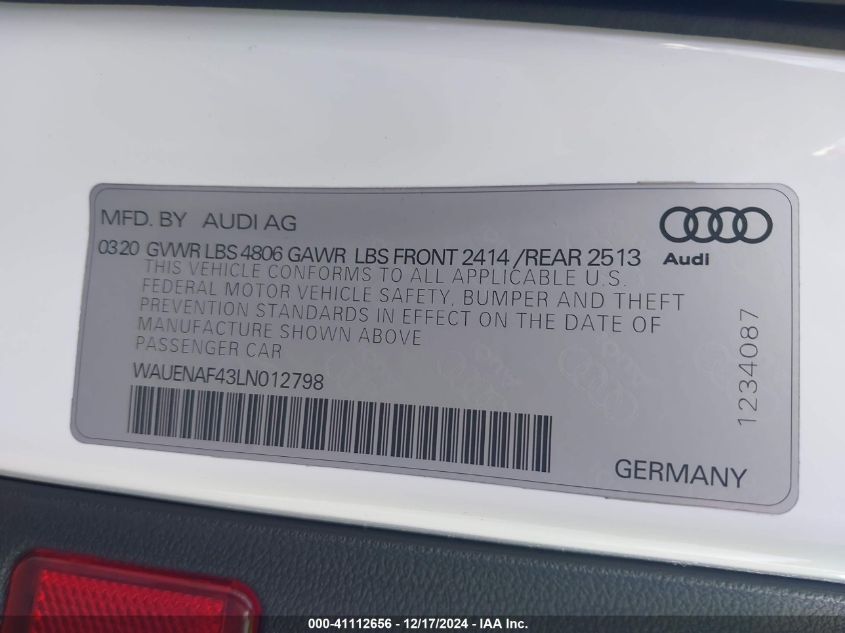 MFD. BY AUDI AG
0320 GVWR LBS 4806 GAWR LBS FRONT 2414 /REAR 2513
Audi
THIS VEHICLE CONFORMS TO ALL APPLICABLE U.S.
FEDERAL MOTOR VEHICLE SAFETY, BUMPER AND THEFT
PREVENTION STANDARDS IN EFFECT ON THE DATE OF
MANUFACTURE SHOWN ABOVE
PASSENGER CAR
WAUENAF43LN012798
1234087
GERMANY
000-41112656 / 12/17/2024 - IAA Inc.